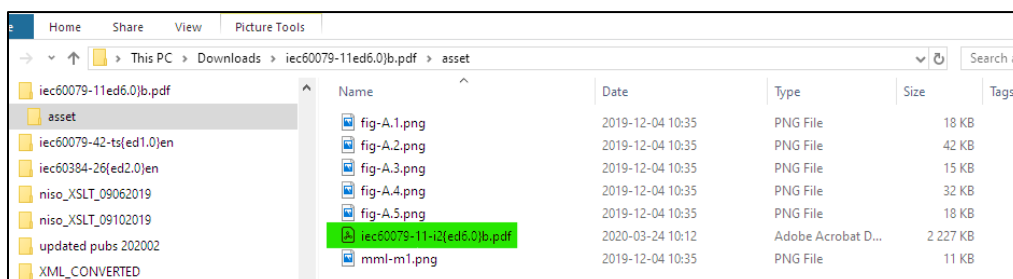 Home Share View Picture Tools
This PC > Downloads > iec60079-11ed6.0}b.pdf > asset Search
iec60079-11ed6.0}b.pdf
asset
iec60079-42-ts{ed1.0}en
iec60384-26{ed2.0}en
niso_XSLT_09062019
niso_XSLT_09102019
updated pubs 202002
XML_CONVERTED
Name Date Type Size Tags
fig-A.1.png 2019-12-04 10:35 PNG File 18 KB
fig-A.2.png 2019-12-04 10:35 PNG File 42 KB
fig-A.3.png 2019-12-04 10:35 PNG File 15 KB
fig-A.4.png 2019-12-04 10:35 PNG File 32 KB
fig-A.5.png 2019-12-04 10:35 PNG File 18 KB
iec60079-11-i2{ed6.0}b.pdf 2020-03-24 10:12 Adobe Acrobat D... 2 227 KB
mml-m1.png 2019-12-04 10:35 PNG File 11 KB